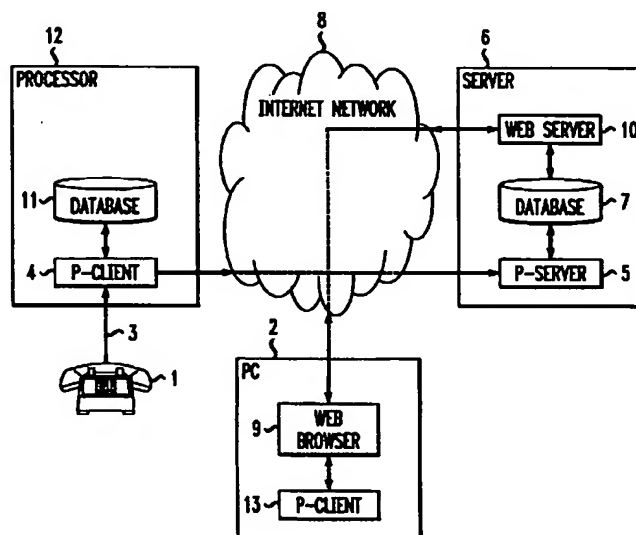 12
PROCESSOR
11
DATABASE
4
P-CLIENT
3
1
8
INTERNET NETWORK
6
SERVER
WEB SERVER
10
DATABASE
7
P-SERVER
5
2
PC
9
WEB
BROWSER
13
P-CLIENT